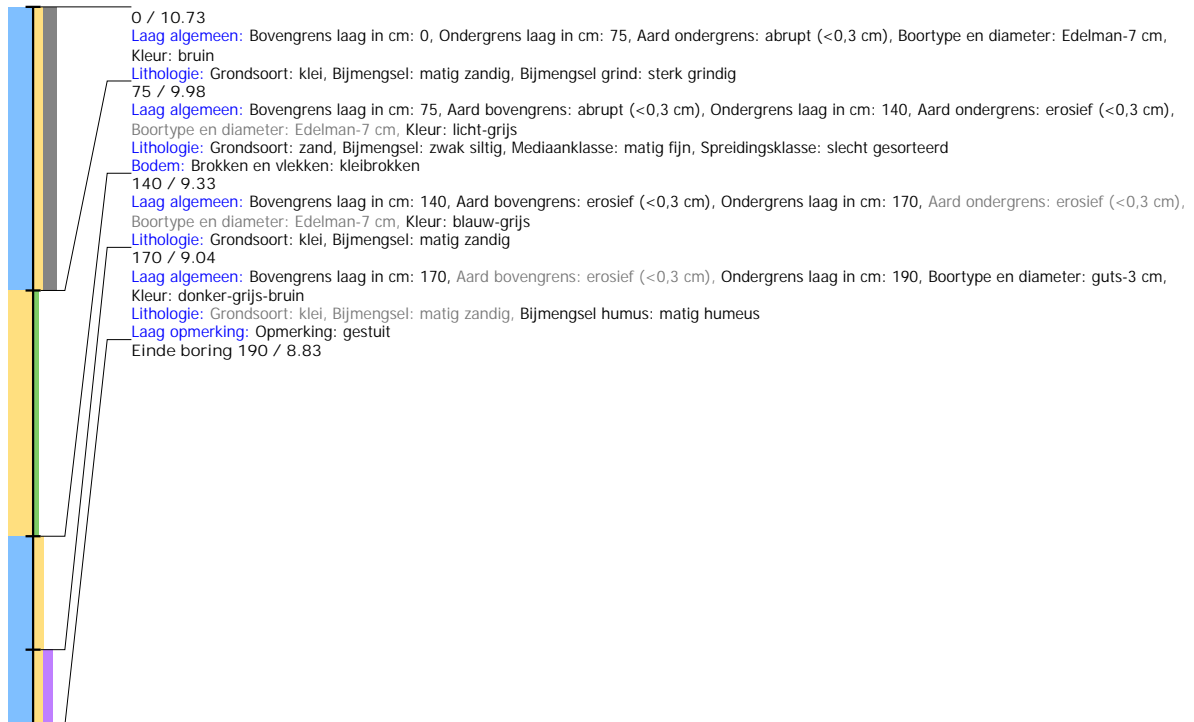 0 / 10.73
Laag algemeen: Bovengrens laag in cm: 0, Ondergrens laag in cm: 75, Aard ondergrens: abrupt (<0,3 cm), Boortype en diameter: Edelman-7 cm,
Kleur: bruin
Lithologie: Grondsoort: klei, Bijmengsel: matig zandig, Bijmengsel grind: sterk grindig
75 / 9.98
Laag algemeen: Bovengrens laag in cm: 75, Aard bovengrens: abrupt (<0,3 cm), Ondergrens laag in cm: 140, Aard ondergrens: erosief (<0,3 cm),
Boortype en diameter: Edelman-7 cm, Kleur: licht-grijs
Lithologie: Grondsoort: zand, Bijmengsel: zwak siltig, Mediaanklasse: matig fijn, Spreidingsklasse: slecht gesorteerd
Bodem: Brokken en vlekken: kleibrokken
140 / 9.33
Laag algemeen: Bovengrens laag in cm: 140, Aard bovengrens: erosief (<0,3 cm), Ondergrens laag in cm: 170, Aard ondergrens: erosief (<0,3 cm),
Boortype en diameter: Edelman-7 cm, Kleur: blauw-grijs
Lithologie: Grondsoort: klei, Bijmengsel: matig zandig
170 / 9.04
Laag algemeen: Bovengrens laag in cm: 170, Aard bovengrens: erosief (<0,3 cm), Ondergrens laag in cm: 190, Boortype en diameter: guts-3 cm,
Kleur: donker-grijs-bruin
Lithologie: Grondsoort: klei, Bijmengsel: matig zandig, Bijmengsel humus: matig humeus
Laag opmerking: Opmerking: gestuit
Einde boring 190 / 8.83